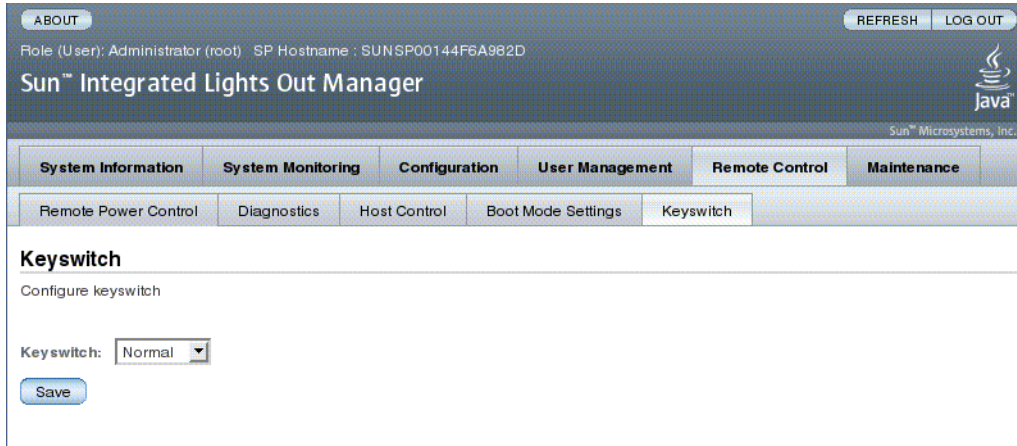 ABOUT
REFRESH LOG OUT
Role (User): Administrator (root) SP Hostname : SUNSP00144F6A982D
Sun™ Integrated Lights Out Manager
Java™
Sun™ Microsystems, Inc.
System Information System Monitoring Configuration User Management Remote Control Maintenance
Remote Power Control Diagnostics Host Control Boot Mode Settings Keyswitch
Keyswitch
Configure keyswitch
Keyswitch: Normal
Save